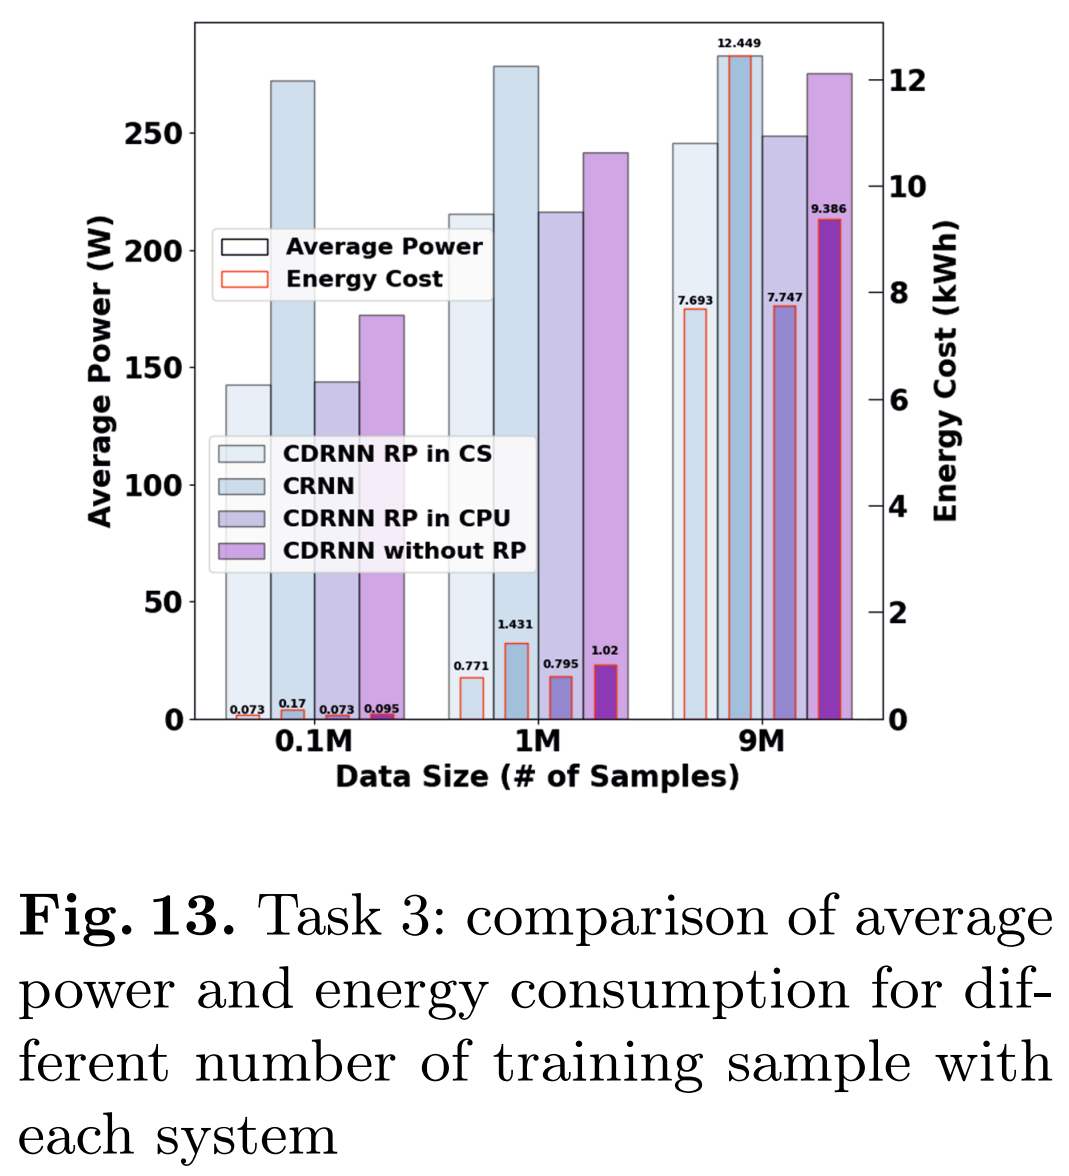 12.449
12
250
10
9.386
200
Average Power
Energy Cost
8
7.693
7.747
150
6
Average Power (W)
Energy Cost (kWh)
CDRNN RP in CS
CRNN
CDRNN RP in CPU
CDRNN without RP
100
4
50
2
1.431
0.771
0.795
1.02
0.073
0.17
0.073
0.095
0
0
0.1M 1M 9M
Data Size (# of Samples)
Fig. 13. Task 3: comparison of average
power and energy consumption for dif-
ferent number of training sample with
each system